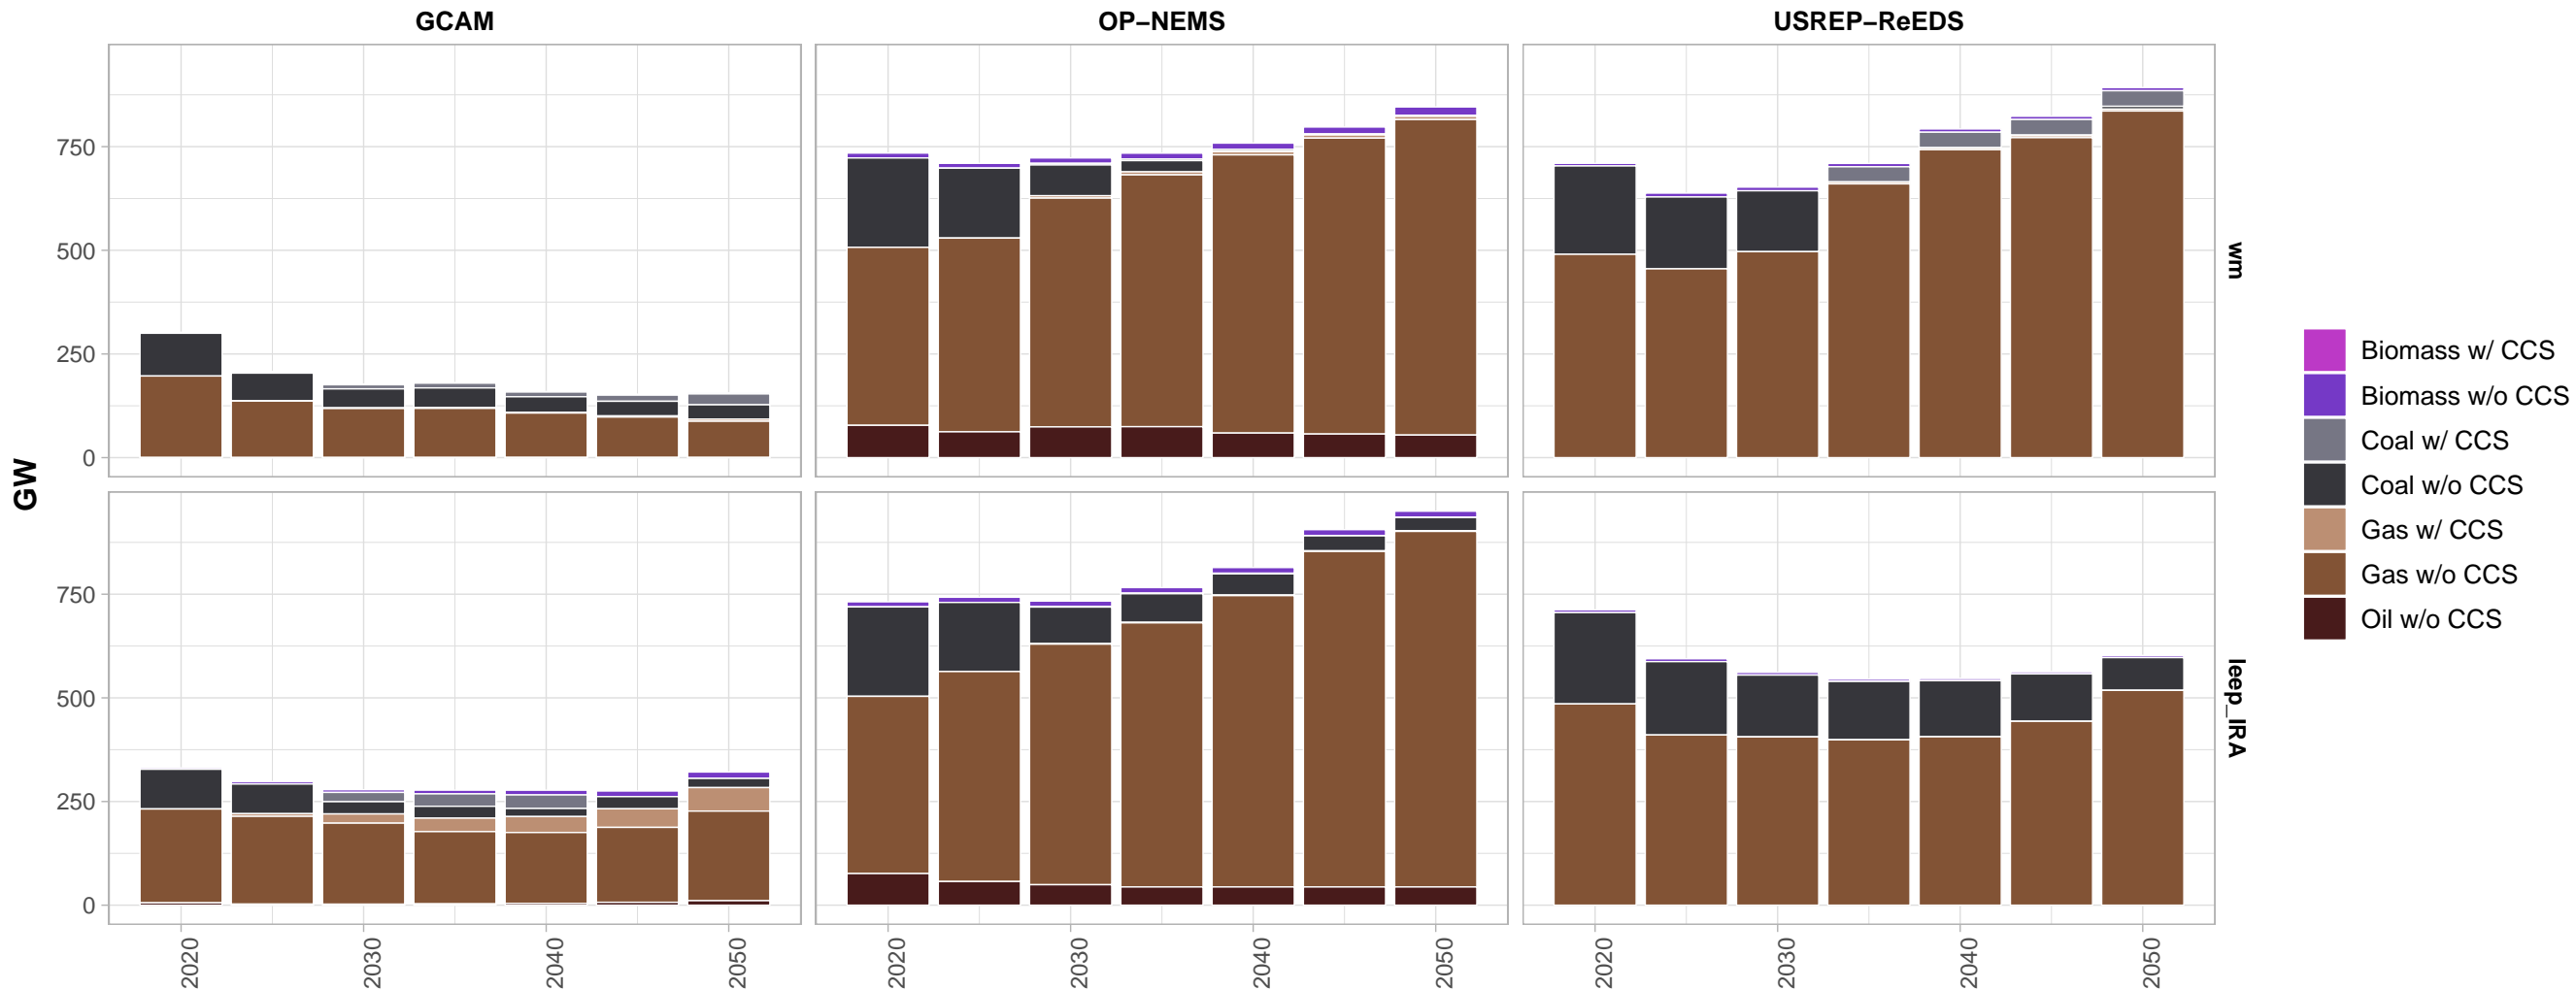 GCAM
OP−NEMS
USREP−ReEDS
GW
750
500
250
0
wm
750
500
250
0
leep_IRA
2020
2030
2040
2050
2020
2030
2040
2050
2020
2030
2040
2050
Biomass w/ CCS
Biomass w/o CCS
Coal w/ CCS
Coal w/o CCS
Gas w/ CCS
Gas w/o CCS
Oil w/o CCS